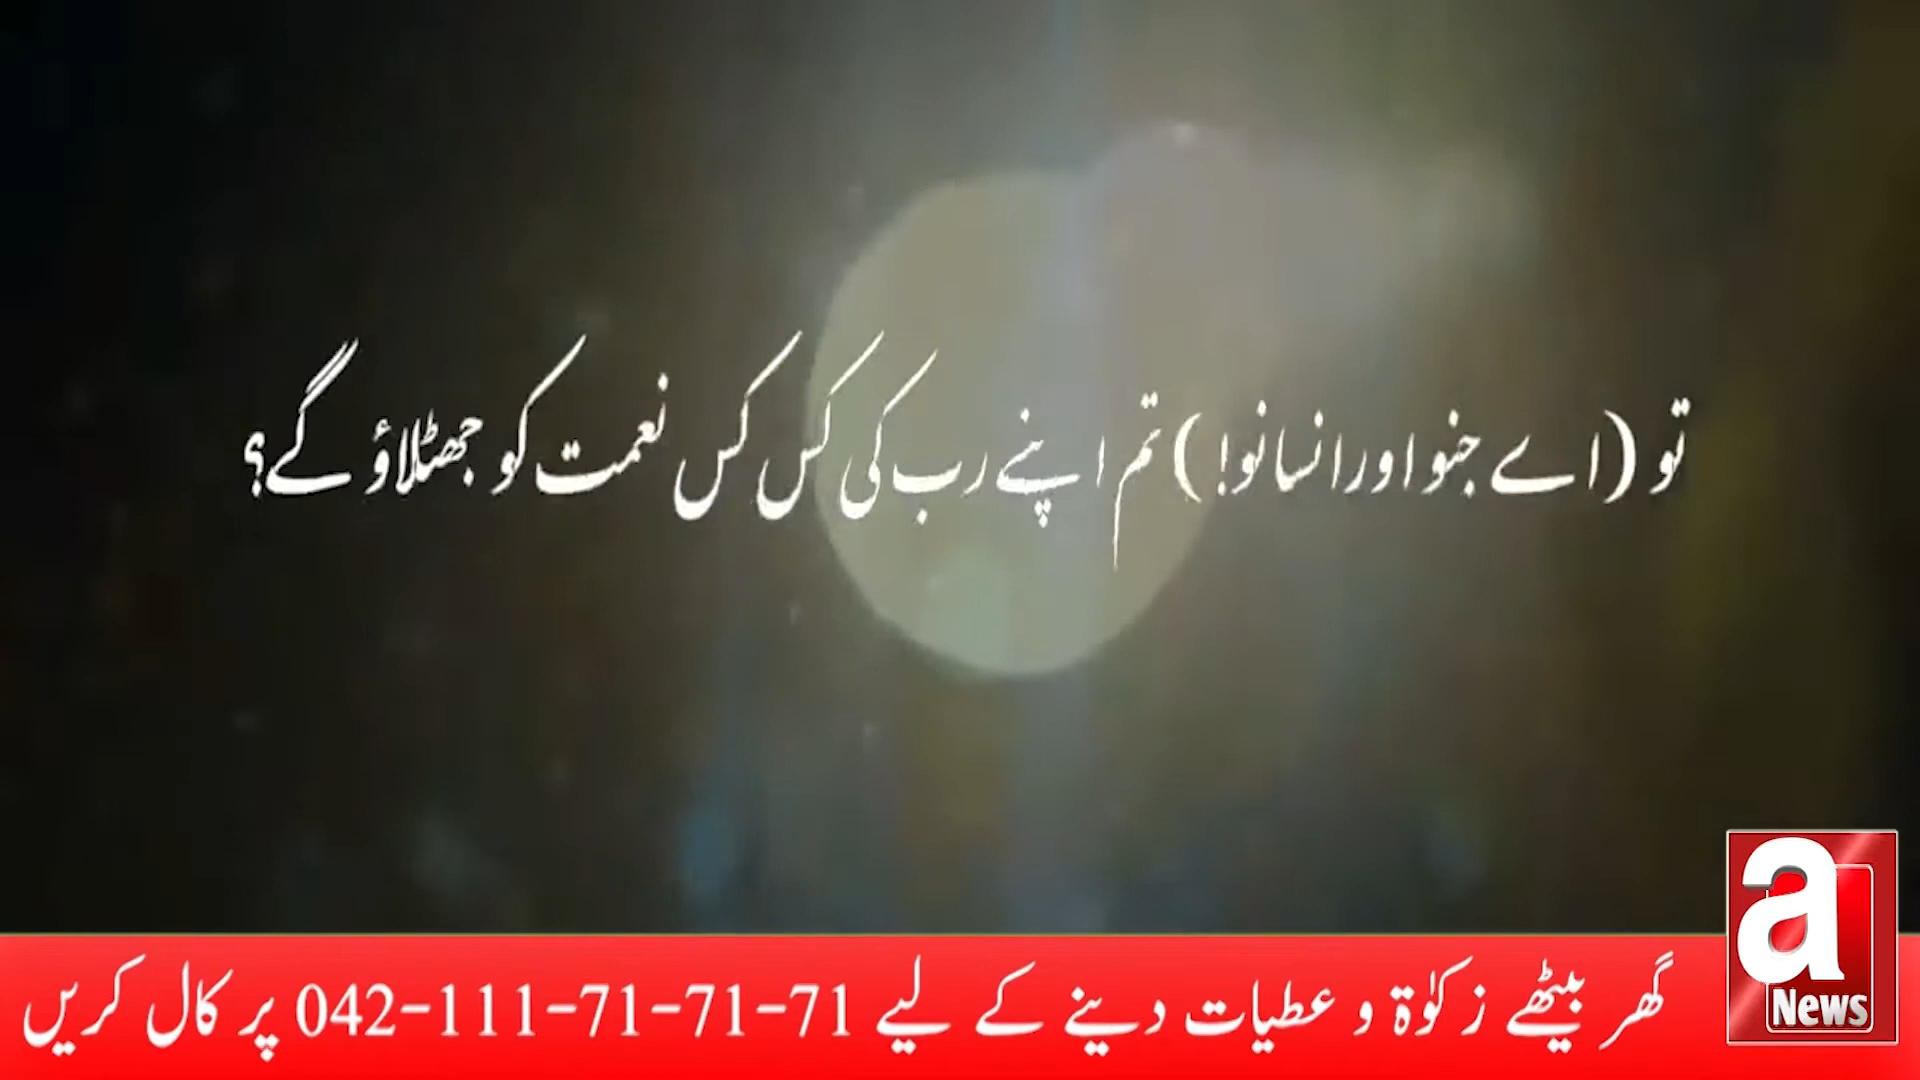 تو (اے جنو اور انسانو!) تم اپنے رب کی کس کس نعمت کو جھٹلاؤ گے؟
گھر بیٹھے زکوٰۃ و عطیات دینے کے لیے 042-111-71-71-71 پر کال کریں
a
News